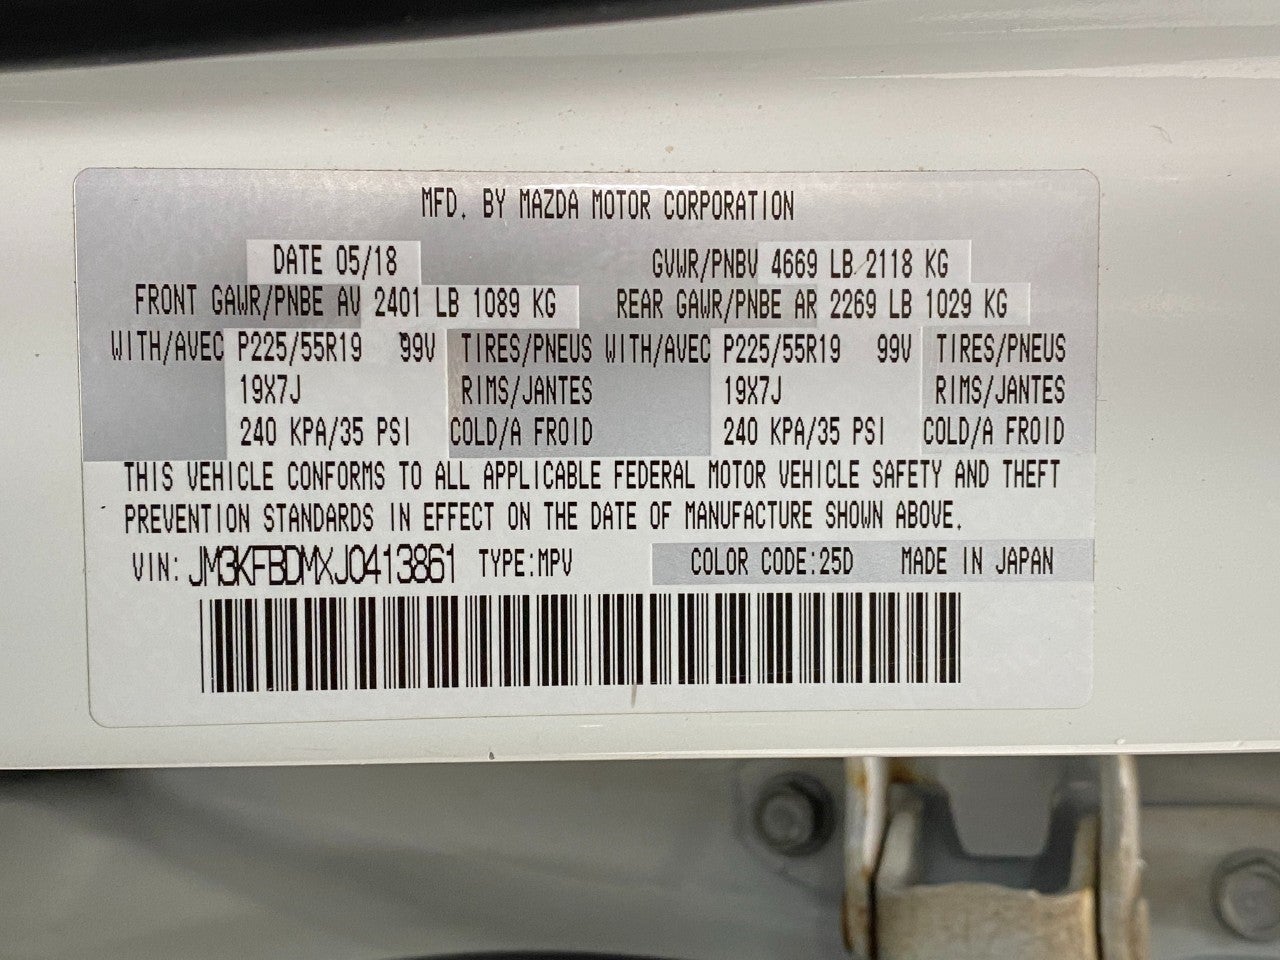 MFD. BY MAZDA MOTOR CORPORATION
DATE 05/18 GVWR/PNBV 4669 LB 2118 KG
FRONT GAWR/PNBE AV 2401 LB 1089 KG REAR GAWR/PNBE AR 2269 LB 1029 KG
WITH/AVEC P225/55R19 99V TIRES/PNEUS WITH/AVEC P225/55R19 99V TIRES/PNEUS
19X7J RIMS/JANTES 19X7J RIMS/JANTES
240 KPA/35 PSI COLD/A FROID 240 KPA/35 PSI COLD/A FROID
THIS VEHICLE CONFORMS TO ALL APPLICABLE FEDERAL MOTOR VEHICLE SAFETY AND THEFT
PREVENTION STANDARDS IN EFFECT ON THE DATE OF MANUFACTURE SHOWN ABOVE.
VIN: JM3KFBDMXJ0413861 TYPE:MPV COLOR CODE:25D MADE IN JAPAN